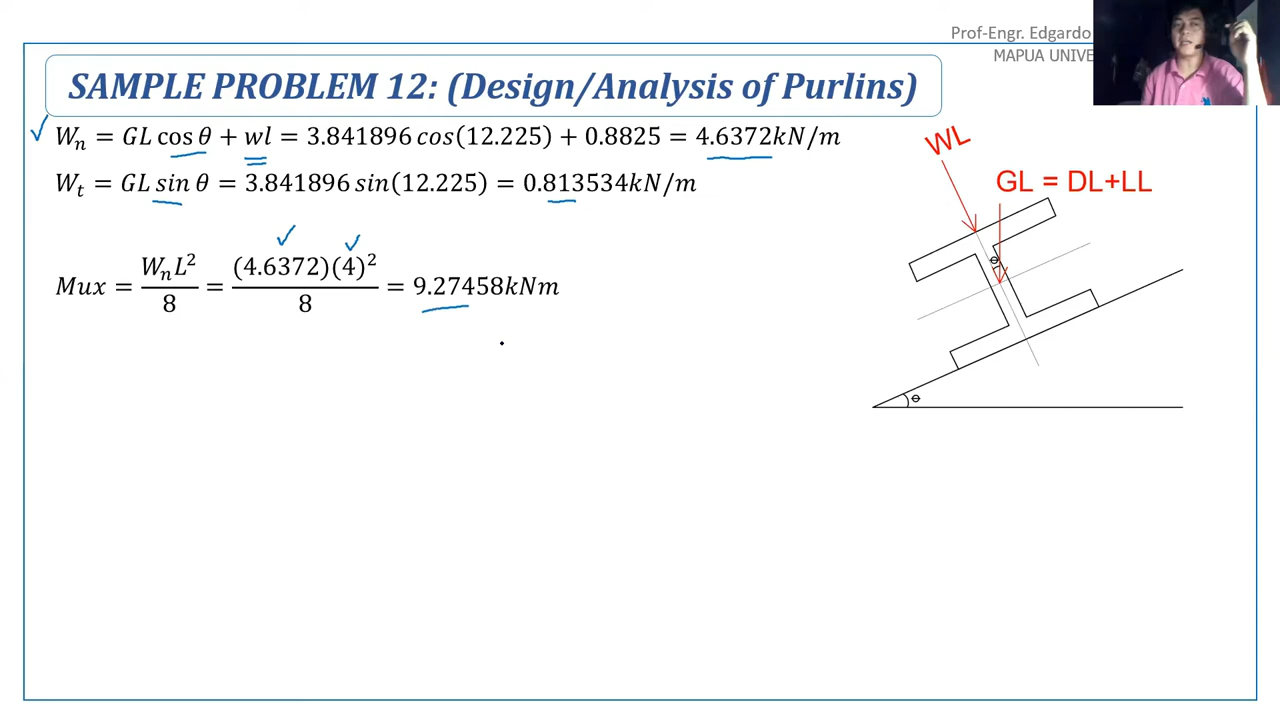 Prof-Engr. Edgardo
MAPUA UNIVE
SAMPLE PROBLEM 12: (Design/Analysis of Purlins)
Wₙ = GL cos θ + wl = 3.841896 cos(12.225) + 0.8825 = 4.6372kN/m
Wₜ = GL sin θ = 3.841896 sin(12.225) = 0.813534kN/m
Mux = WₙL²/8 = (4.6372)(4)²/8 = 9.27458kNm
WL
GL = DL+LL
θ
θ